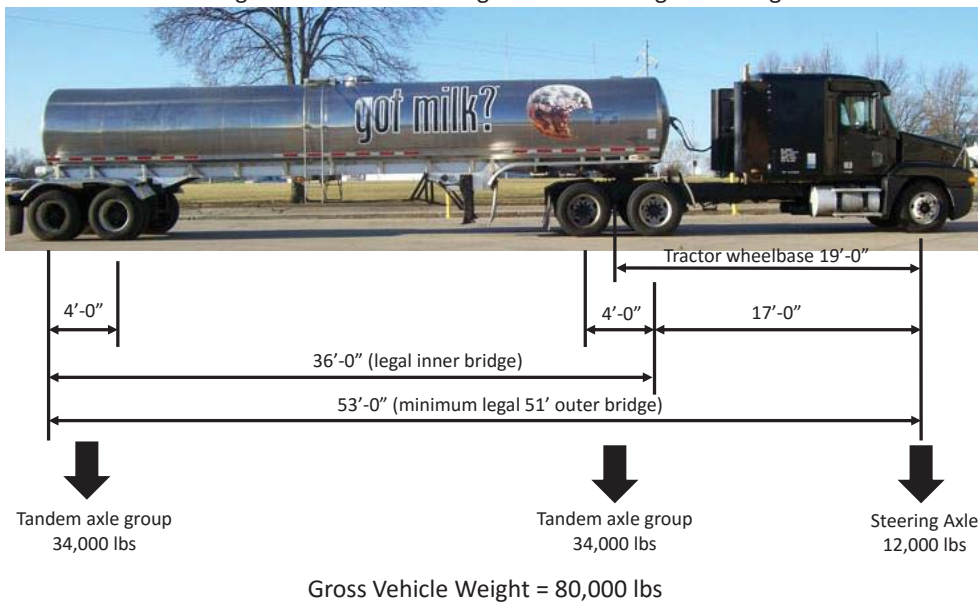 got milk?
Tractor wheelbase 19'-0”
4’-0”
4’-0”
17’-0”
36’-0” (legal inner bridge)
53’-0” (minimum legal 51’ outer bridge)
Tandem axle group
34,000 lbs
Tandem axle group
34,000 lbs
Steering Axle
12,000 lbs
Gross Vehicle Weight = 80,000 lbs